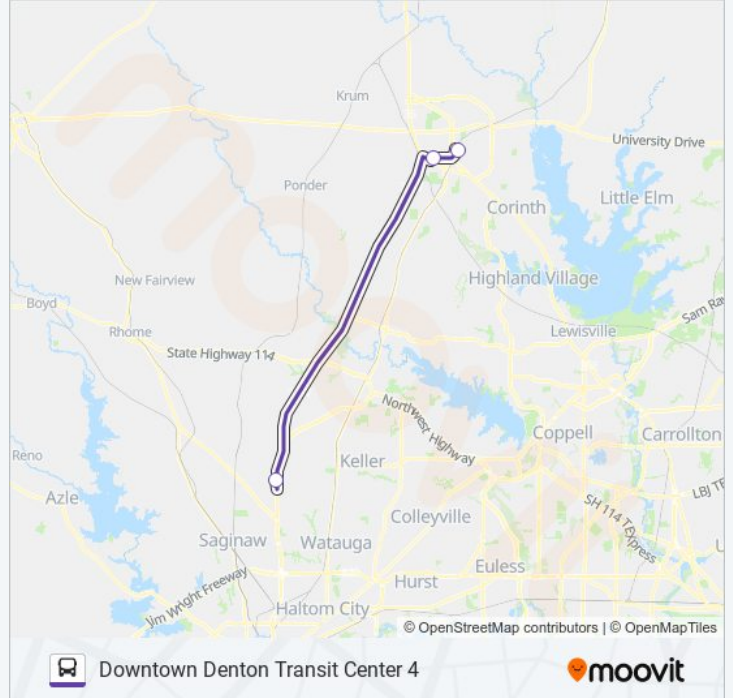 Krum
University Drive
Ponder
Corinth
Little Elm
New Fairview
Highland Village
Boyd
Sam Ra
Rhome
Lewisville
State Highway 114
Northwest Highway
Coppell
Carrollton
Reno
Keller
LBJ TE
Azle
SH 114 TExpress
Colleyville
Saginaw
Watauga
U
Euless
Jim Wright Freeway
Hurst
Haltom City
© OpenStreetMap contributors | © OpenMapTiles
Downtown Denton Transit Center 4
moovit
moovit